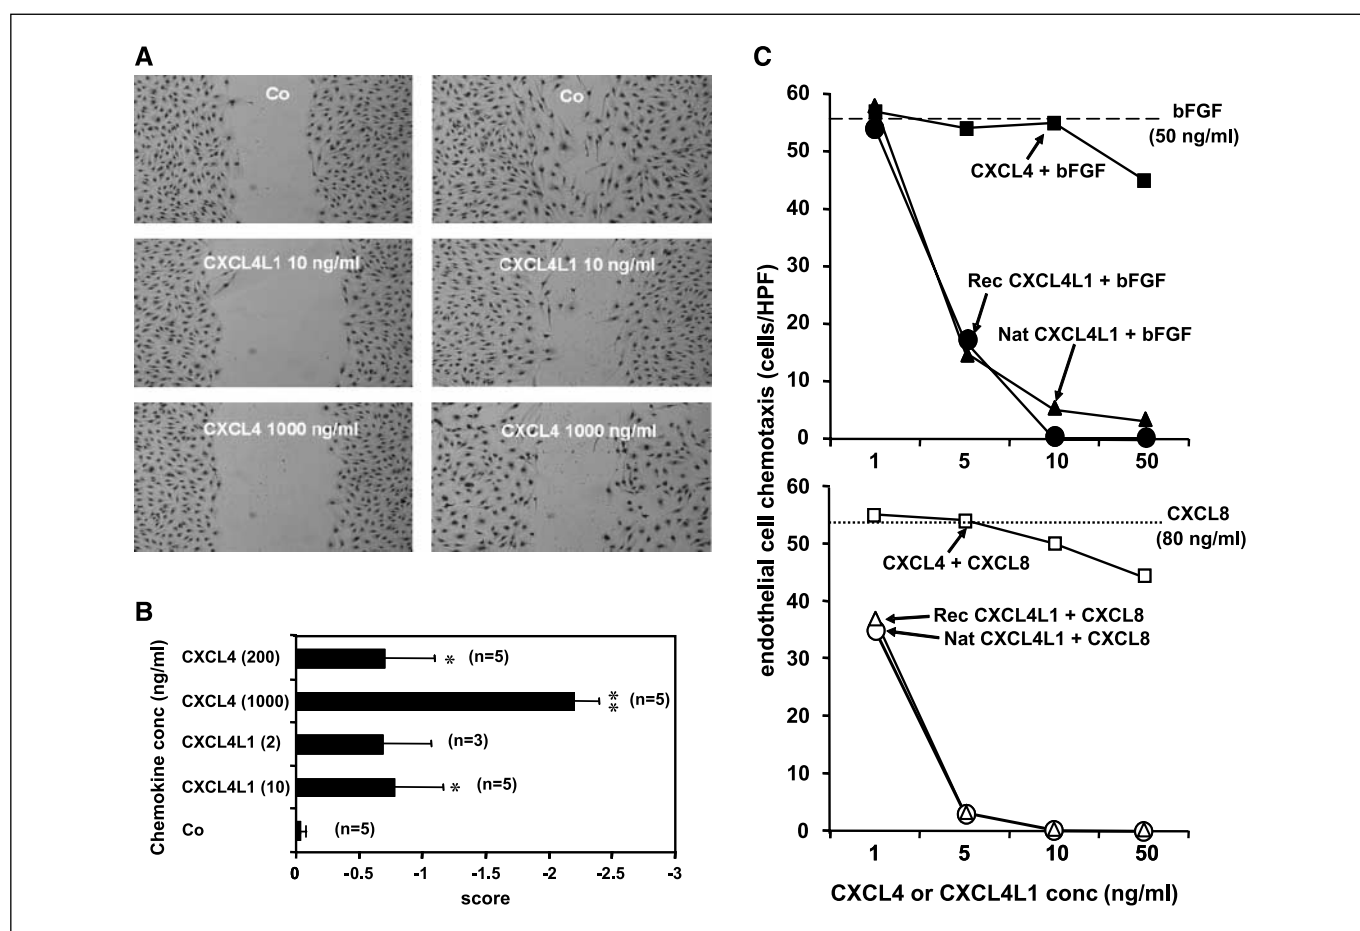 A
Co
Co
CXCL4L1 10 ng/ml
CXCL4L1 10 ng/ml
CXCL4 1000 ng/ml
CXCL4 1000 ng/ml
B
Chemokine conc (ng/ml)
CXCL4 (200)
* (n=5)
CXCL4 (1000)
** (n=5)
CXCL4L1 (2)
(n=3)
CXCL4L1 (10)
* (n=5)
Co
(n=5)
0 -0.5 -1 -1.5 -2 -2.5 -3
score
C
endothelial cell chemotaxis (cells/HPF)
60
50
40
30
20
10
0
bFGF
(50 ng/ml)
CXCL4 + bFGF
Rec CXCL4L1 + bFGF
Nat CXCL4L1 + bFGF
1 5 10 50
60
50
40
30
20
10
0
CXCL8
(80 ng/ml)
CXCL4 + CXCL8
Rec CXCL4L1 + CXCL8
Nat CXCL4L1 + CXCL8
1 5 10 50
CXCL4 or CXCL4L1 conc (ng/ml)